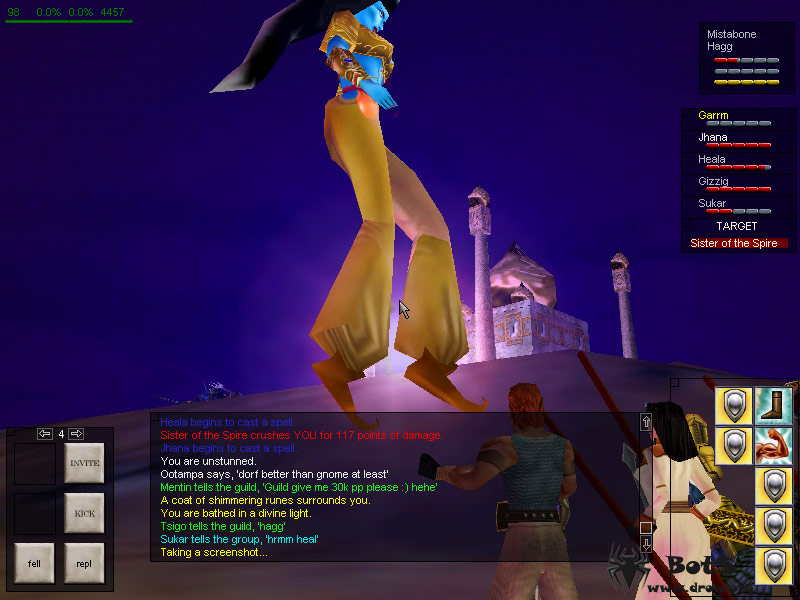 98 0.0% 0.0% 4457
Mistabone
Hagg
Garrm
Jhana
Heala
Gizzig
Sukar
TARGET
Sister of the Spire
4
INVITE
KICK
fell
repl
Heala begins to cast a spell.
Sister of the Spire crushes YOU for 117 points of damage.
Jhana begins to cast a spell.
You are unstunned.
Ootampa says, 'dorf better than gnome at least'
Mentin tells the guild, 'Guild give me 30k pp please :) hehe'
A coat of shimmering runes surrounds you.
You are bathed in a divine light.
Tsigo tells the guild, 'hagg'
Sukar tells the group, 'hrmm heal'
Taking a screenshot...